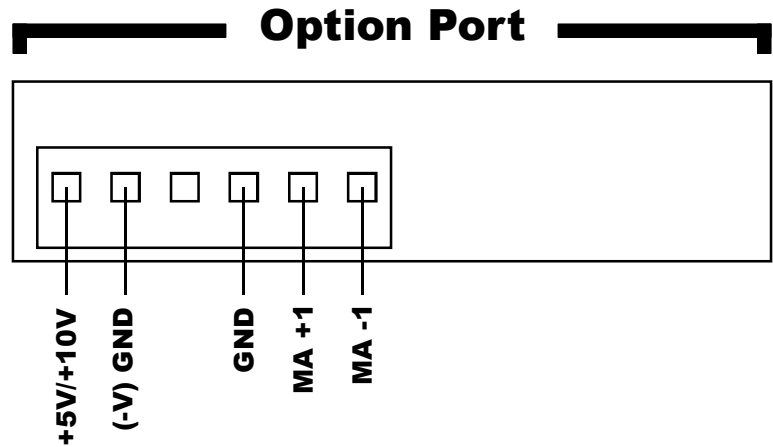 Option Port
+5V/+10V
(-V) GND
GND
MA +1
MA -1